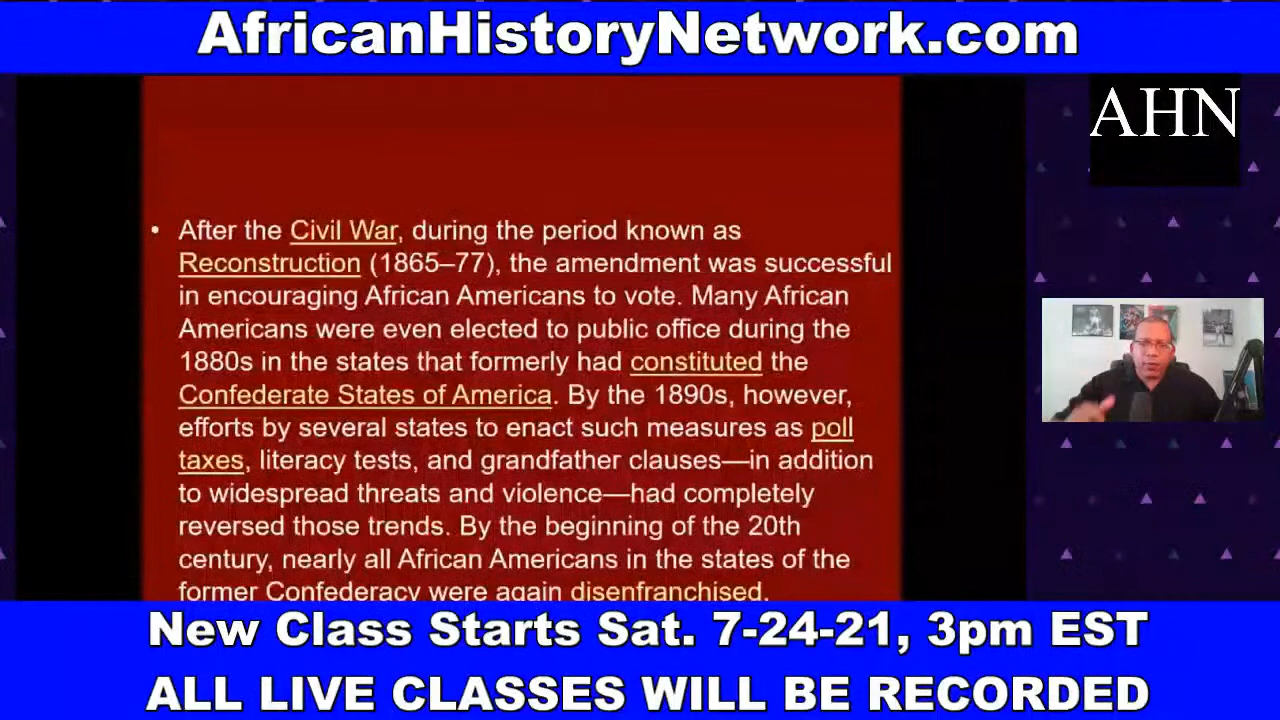 AfricanHistoryNetwork.com
AHN
• After the Civil War, during the period known as
Reconstruction (1865–77), the amendment was successful
in encouraging African Americans to vote. Many African
Americans were even elected to public office during the
1880s in the states that formerly had constituted the
Confederate States of America. By the 1890s, however,
efforts by several states to enact such measures as poll
taxes, literacy tests, and grandfather clauses—in addition
to widespread threats and violence—had completely
reversed those trends. By the beginning of the 20th
century, nearly all African Americans in the states of the
former Confederacy were again disenfranchised.
New Class Starts Sat. 7-24-21, 3pm EST
ALL LIVE CLASSES WILL BE RECORDED